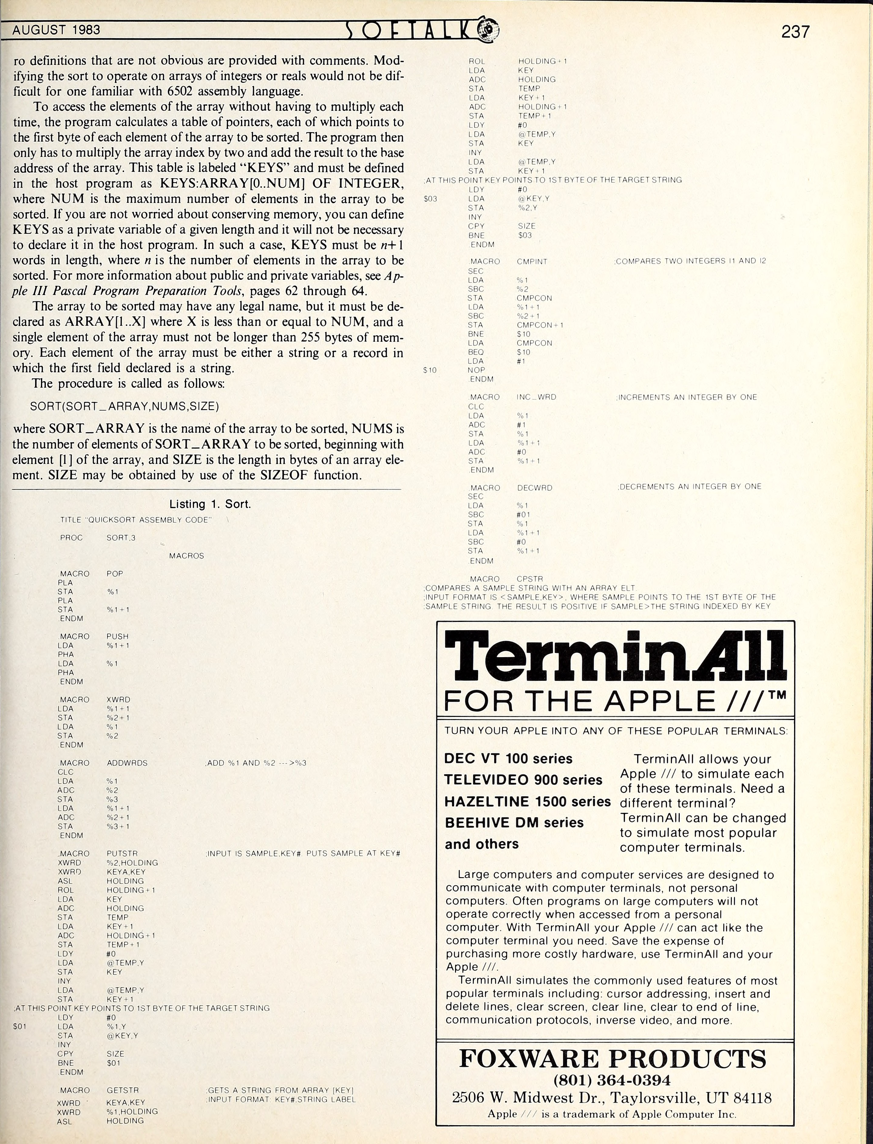 AUGUST 1983
SOFTALK
237
ro definitions that are not obvious are provided with comments. Mod-
ifying the sort to operate on arrays of integers or reals would not be dif-
ficult for one familiar with 6502 assembly language.
To access the elements of the array without having to multiply each
time, the program calculates a table of pointers, each of which points to
the first byte of each element of the array to be sorted. The program then
only has to multiply the array index by two and add the result to the base
address of the array. This table is labeled "KEYS" and must be defined
in the host program as KEYS:ARRAY[0..NUM] OF INTEGER,
where NUM is the maximum number of elements in the array to be
sorted. If you are not worried about conserving memory, you can define
KEYS as a private variable of a given length and it will not be necessary
to declare it in the host program. In such a case, KEYS must be n+1
words in length, where n is the number of elements in the array to be
sorted. For more information about public and private variables, see Ap-
ple III Pascal Program Preparation Tools, pages 62 through 64.
The array to be sorted may have any legal name, but it must be de-
clared as ARRAY[1..X] where X is less than or equal to NUM, and a
single element of the array must not be longer than 255 bytes of mem-
ory. Each element of the array must be either a string or a record in
which the first field declared is a string.
The procedure is called as follows:
SORT(SORT_ARRAY,NUMS,SIZE)
where SORT_ARRAY is the name of the array to be sorted, NUMS is
the number of elements of SORT_ARRAY to be sorted, beginning with
element [1] of the array, and SIZE is the length in bytes of an array ele-
ment. SIZE may be obtained by use of the SIZEOF function.
Listing 1. Sort.
TITLE "QUICKSORT ASSEMBLY CODE"
PROC SORT,3
MACROS
.MACRO POP
PLA
STA %1
PLA
STA %1+1
.ENDM
.MACRO PUSH
LDA %1+1
PHA
LDA %1
PHA
.ENDM
.MACRO XWRD
LDA %1+1
STA %2+1
LDA %1
STA %2
.ENDM
.MACRO ADDWRDS ;ADD %1 AND %2 --->%3
CLC
LDA %1
ADC %2
STA %3
LDA %1+1
ADC %2+1
STA %3+1
.ENDM
.MACRO PUTSTR ;INPUT IS SAMPLE,KEY# PUTS SAMPLE AT KEY#
XWRD %2,HOLDING
XWRD KEYA,KEY
ASL HOLDING
ROL HOLDING+1
LDA KEY
ADC HOLDING
STA TEMP
LDA KEY+1
ADC HOLDING+1
STA TEMP+1
LDY #0
LDA @TEMP,Y
STA KEY
INY
LDA @TEMP,Y
STA KEY+1
;AT THIS POINT KEY POINTS TO 1ST BYTE OF THE TARGET STRING
LDY #0
$01 LDA %1,Y
STA @KEY,Y
INY
CPY SIZE
BNE $01
.ENDM
.MACRO GETSTR ;GETS A STRING FROM ARRAY [KEY]
;INPUT FORMAT KEY#,STRING LABEL
XWRD KEYA,KEY
XWRD %1,HOLDING
ASL HOLDING
ROL HOLDING+1
LDA KEY
ADC HOLDING
STA TEMP
LDA KEY+1
ADC HOLDING+1
STA TEMP+1
LDY #0
LDA @TEMP,Y
STA KEY
INY
LDA @TEMP,Y
STA KEY+1
;AT THIS POINT KEY POINTS TO 1ST BYTE OF THE TARGET STRING
LDY #0
$03 LDA @KEY,Y
STA %2,Y
INY
CPY SIZE
BNE $03
.ENDM
.MACRO CMPINT ;COMPARES TWO INTEGERS I1 AND I2
SEC
LDA %1
SBC %2
STA CMPCON
LDA %1+1
SBC %2+1
STA CMPCON+1
BNE $10
LDA CMPCON
BEQ $10
LDA #1
$10 NOP
.ENDM
.MACRO INC_WRD ;INCREMENTS AN INTEGER BY ONE
CLC
LDA %1
ADC #1
STA %1
LDA %1+1
ADC #0
STA %1+1
.ENDM
.MACRO DECWRD ;DECREMENTS AN INTEGER BY ONE
SEC
LDA %1
SBC #01
STA %1
LDA %1+1
SBC #0
STA %1+1
.ENDM
.MACRO CPSTR
;COMPARES A SAMPLE STRING WITH AN ARRAY ELT.
;INPUT FORMAT IS <SAMPLE,KEY>, WHERE SAMPLE POINTS TO THE 1ST BYTE OF THE
;SAMPLE STRING. THE RESULT IS POSITIVE IF SAMPLE>THE STRING INDEXED BY KEY
TerminAll
FOR THE APPLE ///™
TURN YOUR APPLE INTO ANY OF THESE POPULAR TERMINALS:
DEC VT 100 series
TELEVIDEO 900 series
HAZELTINE 1500 series
BEEHIVE DM series
and others
TerminAll allows your
Apple /// to simulate each
of these terminals. Need a
different terminal?
TerminAll can be changed
to simulate most popular
computer terminals.
Large computers and computer services are designed to
communicate with computer terminals, not personal
computers. Often programs on large computers will not
operate correctly when accessed from a personal
computer. With TerminAll your Apple /// can act like the
computer terminal you need. Save the expense of
purchasing more costly hardware, use TerminAll and your
Apple ///.
TerminAll simulates the commonly used features of most
popular terminals including: cursor addressing, insert and
delete lines, clear screen, clear line, clear to end of line,
communication protocols, inverse video, and more.
FOXWARE PRODUCTS
(801) 364-0394
2506 W. Midwest Dr., Taylorsville, UT 84118
Apple /// is a trademark of Apple Computer Inc.